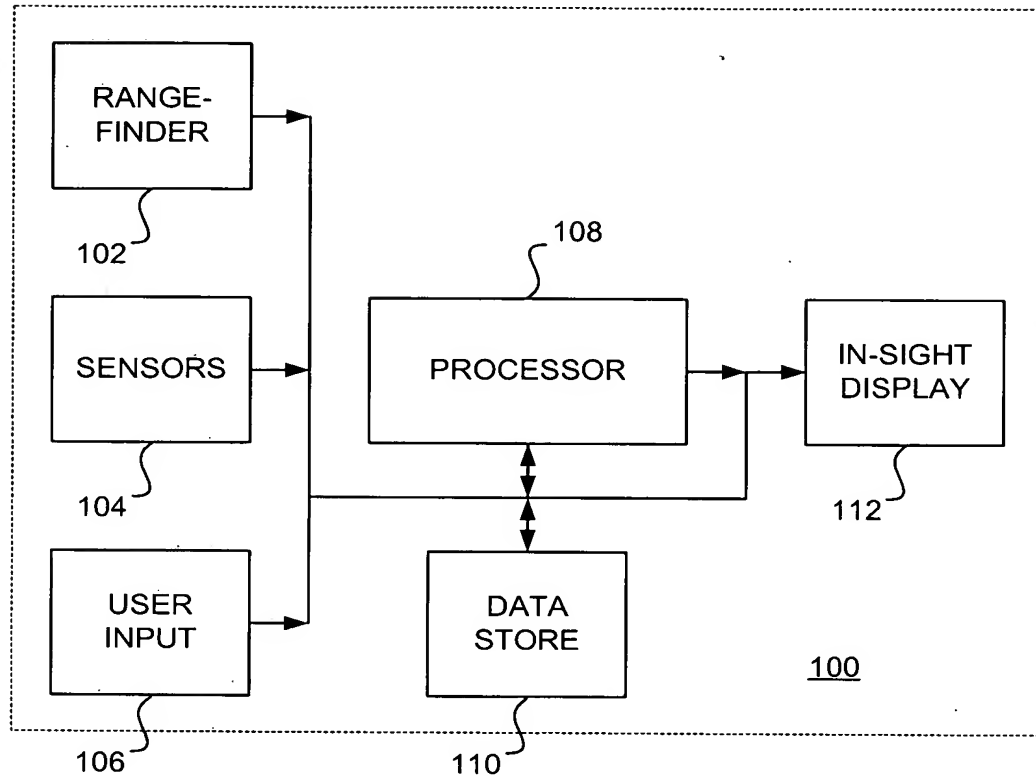 RANGE-
FINDER
102
108
SENSORS
PROCESSOR
IN-SIGHT
DISPLAY
104
112
USER
INPUT
DATA
STORE
100
106
110